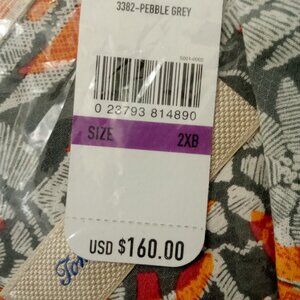 3382-PEBBLE GREY
0 23793 814890
SIZE 2XB
USD $160.00